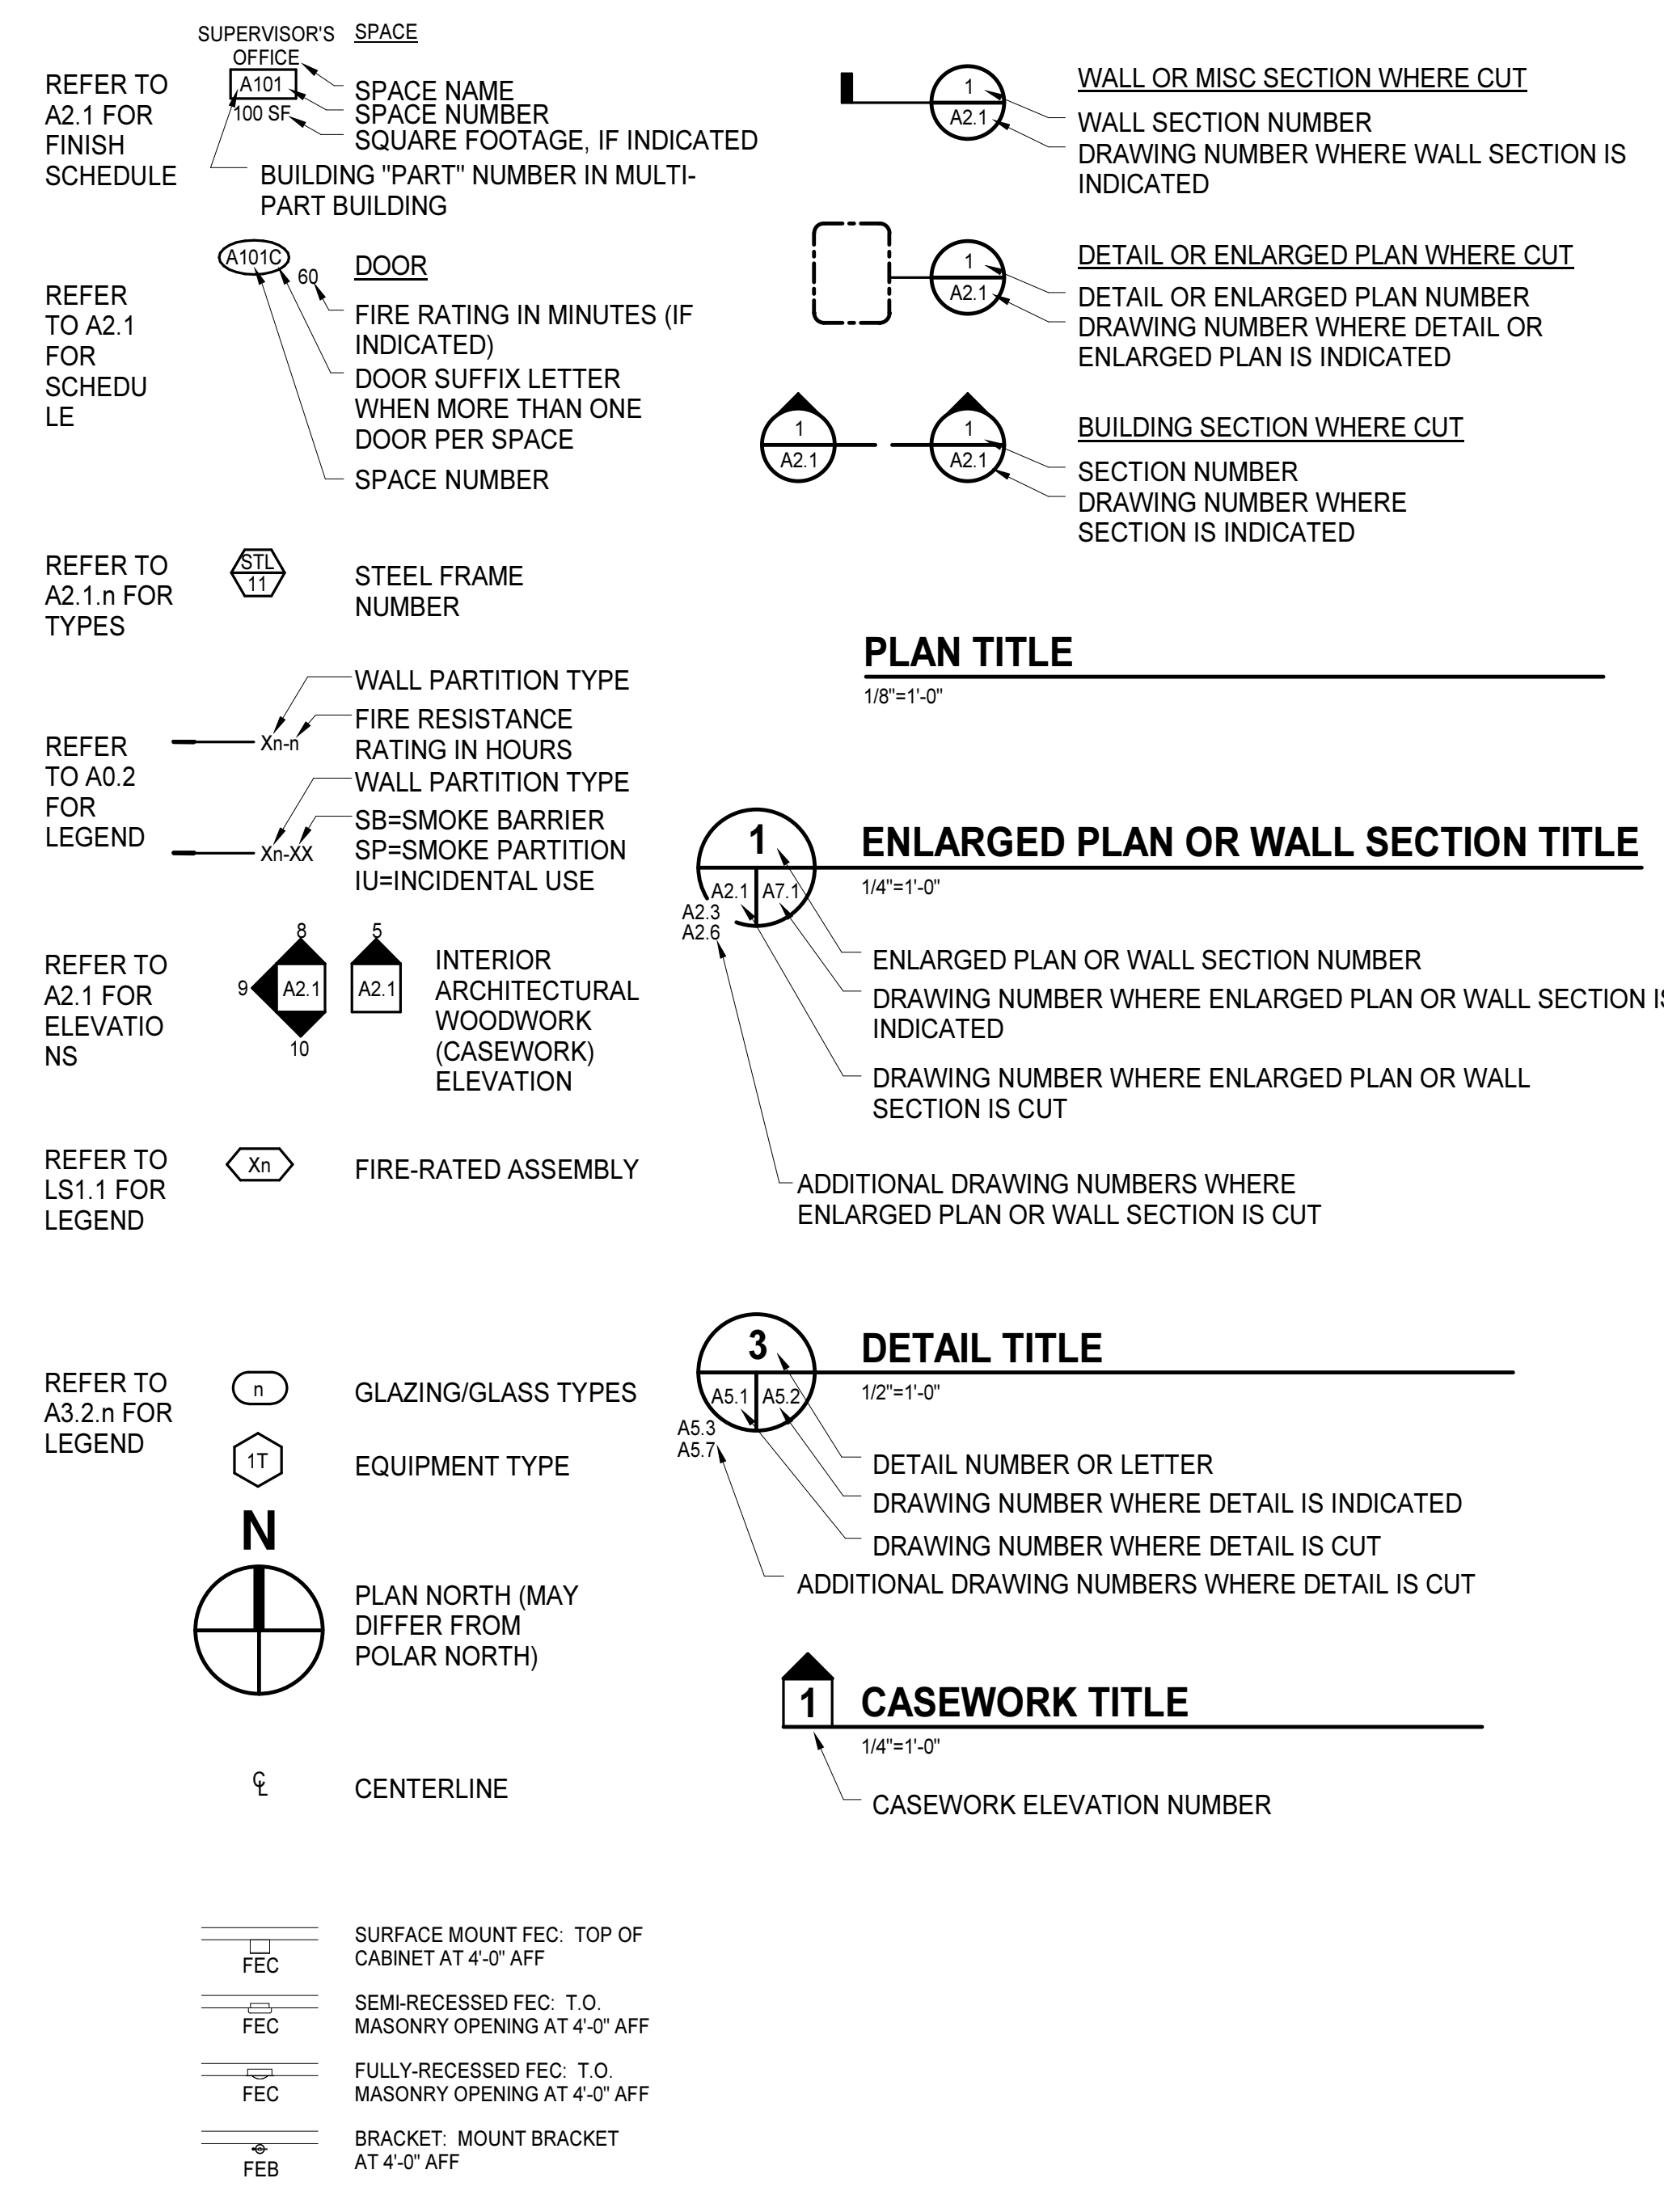 SUPERVISOR'S
OFFICE
SPACE
REFER TO
A2.1 FOR
FINISH
SCHEDULE
A101
100 SF
SPACE NAME
SPACE NUMBER
SQUARE FOOTAGE, IF INDICATED
BUILDING "PART" NUMBER IN MULTI-
PART BUILDING
REFER
TO A2.1
FOR
SCHEDU
LE
A101C
60
DOOR
FIRE RATING IN MINUTES (IF
INDICATED)
DOOR SUFFIX LETTER
WHEN MORE THAN ONE
DOOR PER SPACE
SPACE NUMBER
REFER TO
A2.1.n FOR
TYPES
STL
11
STEEL FRAME
NUMBER
REFER
TO A0.2
FOR
LEGEND
Xn-n
WALL PARTITION TYPE
FIRE RESISTANCE
RATING IN HOURS
Xn-XX
WALL PARTITION TYPE
SB=SMOKE BARRIER
SP=SMOKE PARTITION
IU=INCIDENTAL USE
REFER TO
A2.1 FOR
ELEVATIO
NS
8
9
A2.1
10
5
A2.1
INTERIOR
ARCHITECTURAL
WOODWORK
(CASEWORK)
ELEVATION
REFER TO
LS1.1 FOR
LEGEND
Xn
FIRE-RATED ASSEMBLY
REFER TO
A3.2.n FOR
LEGEND
n
GLAZING/GLASS TYPES
1T
EQUIPMENT TYPE
N
PLAN NORTH (MAY
DIFFER FROM
POLAR NORTH)
℄
CENTERLINE
FEC
SURFACE MOUNT FEC: TOP OF
CABINET AT 4'-0" AFF
FEC
SEMI-RECESSED FEC: T.O.
MASONRY OPENING AT 4'-0" AFF
FEC
FULLY-RECESSED FEC: T.O.
MASONRY OPENING AT 4'-0" AFF
FEB
BRACKET: MOUNT BRACKET
AT 4'-0" AFF
1
A2.1
WALL OR MISC SECTION WHERE CUT
WALL SECTION NUMBER
DRAWING NUMBER WHERE WALL SECTION IS
INDICATED
1
A2.1
DETAIL OR ENLARGED PLAN WHERE CUT
DETAIL OR ENLARGED PLAN NUMBER
DRAWING NUMBER WHERE DETAIL OR
ENLARGED PLAN IS INDICATED
1
A2.1
1
A2.1
BUILDING SECTION WHERE CUT
SECTION NUMBER
DRAWING NUMBER WHERE
SECTION IS INDICATED
PLAN TITLE
1/8"=1'-0"
1
A2.1
A7.1
A2.3
A2.6
ENLARGED PLAN OR WALL SECTION TITLE
1/4"=1'-0"
ENLARGED PLAN OR WALL SECTION NUMBER
DRAWING NUMBER WHERE ENLARGED PLAN OR WALL SECTION IS
INDICATED
DRAWING NUMBER WHERE ENLARGED PLAN OR WALL
SECTION IS CUT
ADDITIONAL DRAWING NUMBERS WHERE
ENLARGED PLAN OR WALL SECTION IS CUT
3
A5.1
A5.2
A5.3
A5.7
DETAIL TITLE
1/2"=1'-0"
DETAIL NUMBER OR LETTER
DRAWING NUMBER WHERE DETAIL IS INDICATED
DRAWING NUMBER WHERE DETAIL IS CUT
ADDITIONAL DRAWING NUMBERS WHERE DETAIL IS CUT
1
CASEWORK TITLE
1/4"=1'-0"
CASEWORK ELEVATION NUMBER